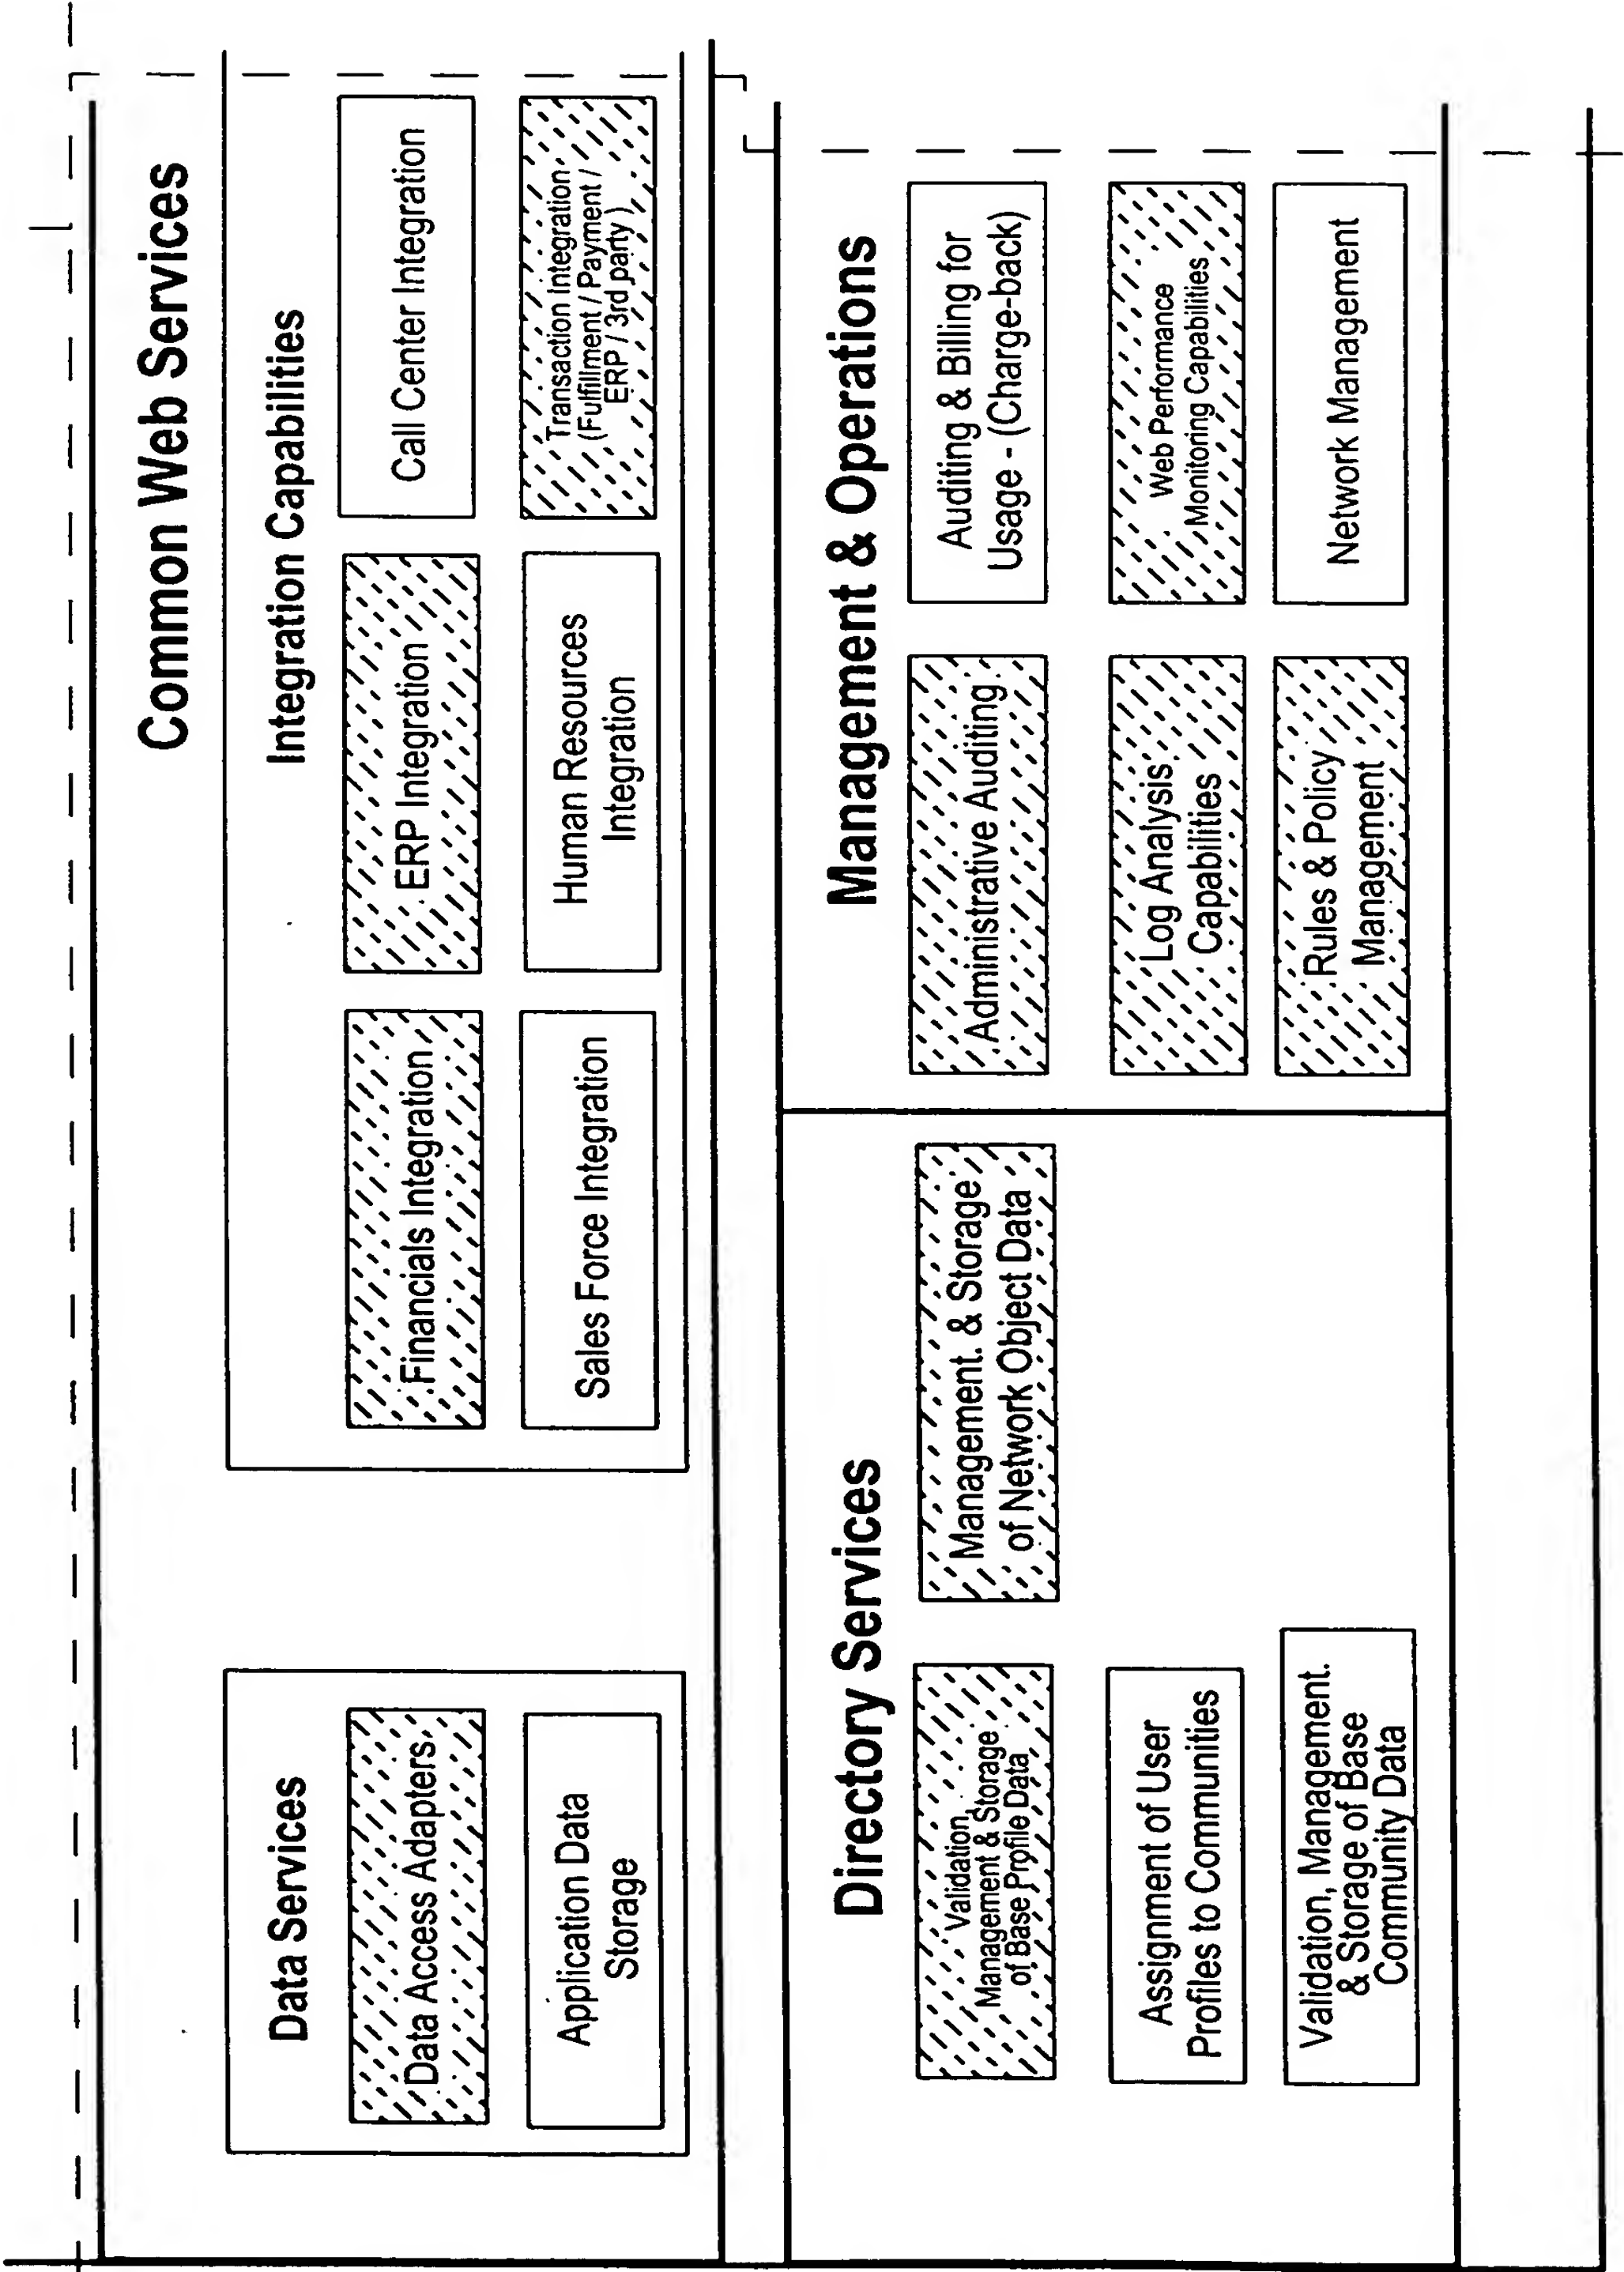 Common Web Services
Data Services
Data Access Adapters
Application Data
Storage
Integration Capabilities
Financials Integration
ERP Integration
Call Center Integration
Sales Force Integration
Human Resources
Integration
Transaction Integration
(Fulfillment / Payment /
ERP / 3rd party)
Directory Services
Validation,
Management & Storage
of Base Profile Data
Management. & Storage
of Network Object Data
Assignment of User
Profiles to Communities
Validation, Management.
& Storage of Base
Community Data
Management & Operations
Administrative Auditing
Auditing & Billing for
Usage - (Charge-back)
Log Analysis
Capabilities
Web Performance
Monitoring Capabilities
Rules & Policy
Management
Network Management